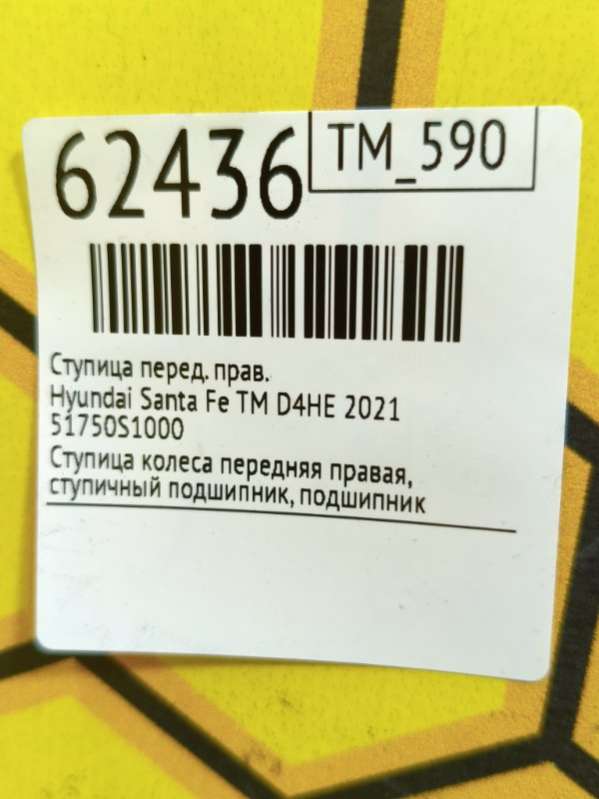 62436
TM_590
Ступица перед. прав.
Hyundai Santa Fe TM D4HE 2021
51750S1000
Ступица колеса передняя правая,
ступичный подшипник, подшипник